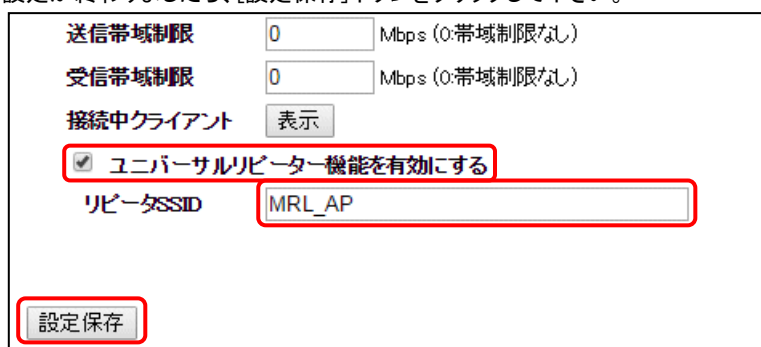 設定が終わりましたら、[設定保存]ボタンをクリックして下さい。
送信帯域制限 0 Mbps (0:帯域制限なし)
受信帯域制限 0 Mbps (0:帯域制限なし)
接続中クライアント 表示
ユニバーサルリピーター機能を有効にする
リピータSSID MRL_AP
設定保存